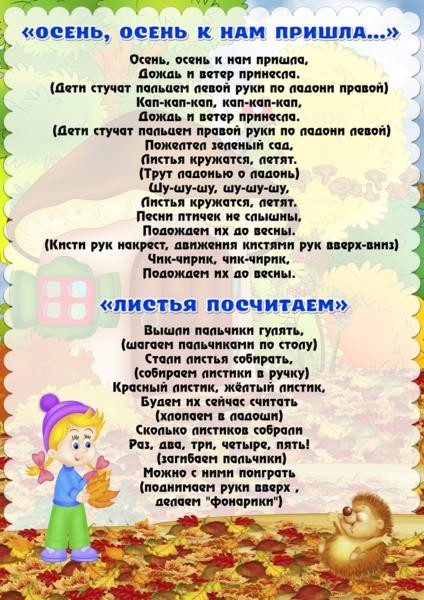 «ОСЕНЬ, ОСЕНЬ К НАМ ПРИШЛА...»
Осень, осень к нам пришла,
Дождь и ветер принесла.
(Дети стучат пальцем левой руки по ладони правой)
Кап-кап-кап, кап-кап-кап,
Дождь и ветер принесла.
(Дети стучат пальцем правой руки по ладони левой)
Пожелтел зеленый сад,
Листья кружатся, летят.
(Трут ладонью о ладонь)
Шу-шу-шу, шу-шу-шу,
Листья кружатся, летят.
Песни птичек не слышны,
Подождем их до весны.
(Кисти рук накрест, движения кистями рук вверх-вниз)
Чик-чирик, чик-чирик,
Подождем их до весны.
«ЛИСТЬЯ ПОСЧИТАЕМ»
Вышли пальчики гулять,
(шагаем пальчиками по столу)
Стали листья собирать,
(собираем листики в ручку)
Красный листик, жёлтый листик,
Будем их сейчас считать
(хлопаем в ладоши)
Сколько листиков собрали
Раз, два, три, четыре, пять!
(загибаем пальчики)
Можно с ними поиграть
(поднимаем руки вверх ,
делаем "фонарики")